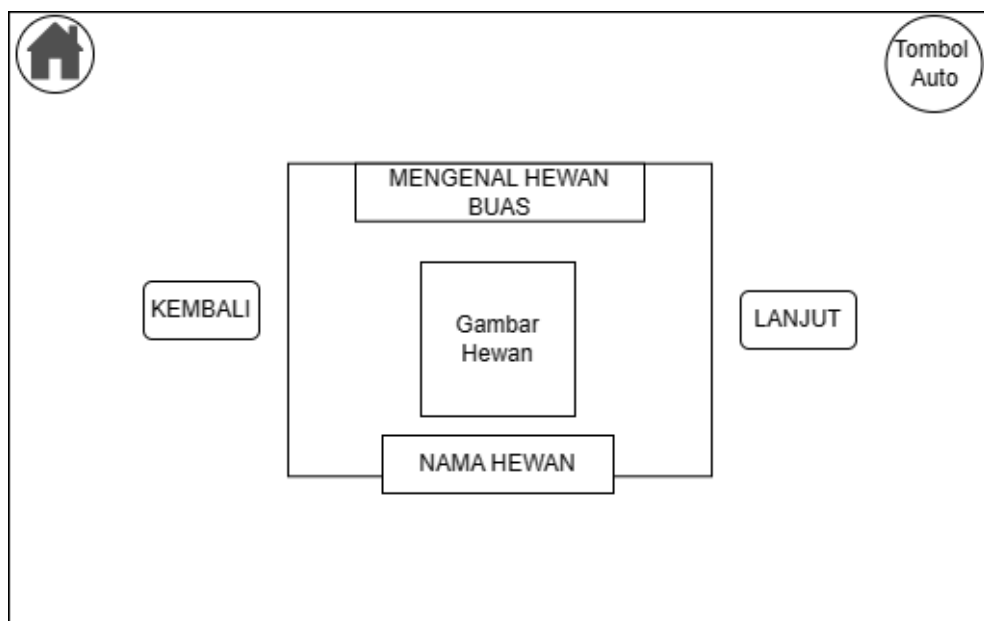 Tombol
Auto
MENGENAL HEWAN
BUAS
KEMBALI
Gambar
Hewan
LANJUT
NAMA HEWAN